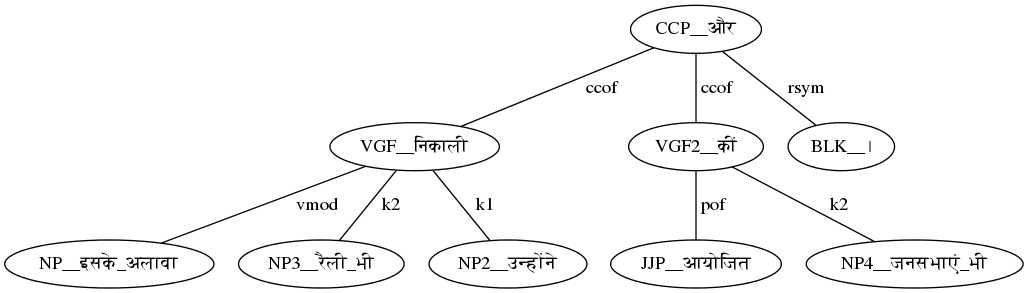 CCP__और
ccof ccof rsym
VGF__निकाली VGF2__कीं BLK__।
vmod k2 k1 pof k2
NP__इसके_अलावा NP3__रैली_भी NP2__उन्होंने JJP__आयोजित NP4__जनसभाएं_भी